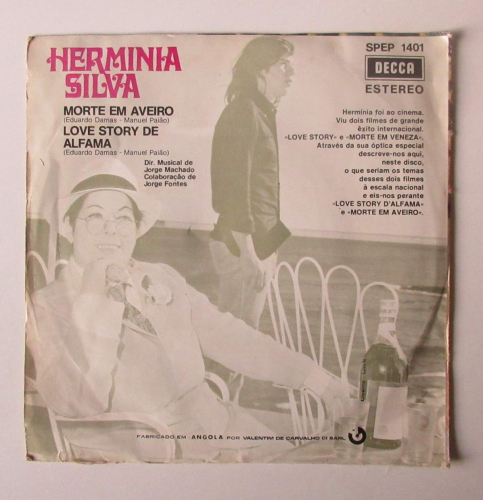 HERMINIA
SILVA
MORTE EM AVEIRO
(Eduardo Damas - Manuel Paião)
LOVE STORY DE
ALFAMA
(Eduardo Damas - Manuel Paião)
Dir. Musical de
Jorge Machado
Colaboração de
Jorge Fontes
SPEP 1401
DECCA
ESTEREO
Hermínia foi ao cinema.
Viu dois filmes de grande
êxito internacional.
«LOVE STORY» e «MORTE EM VENEZA».
Através da sua óptica especial
descreve-nos aqui,
neste disco,
o que seriam os temas
desses dois filmes
à escala nacional
e eis-nos perante
«LOVE STORY D'ALFAMA»
e «MORTE EM AVEIRO».
FABRICADO EM ANGOLA POR VALENTIM DE CARVALHO CI SARL